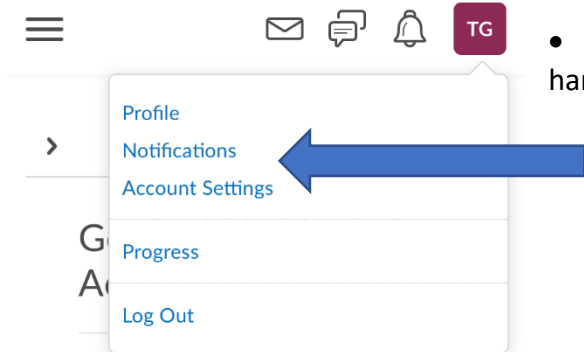 TG
•
Profile
Notifications
Account Settings
Progress
Log Out